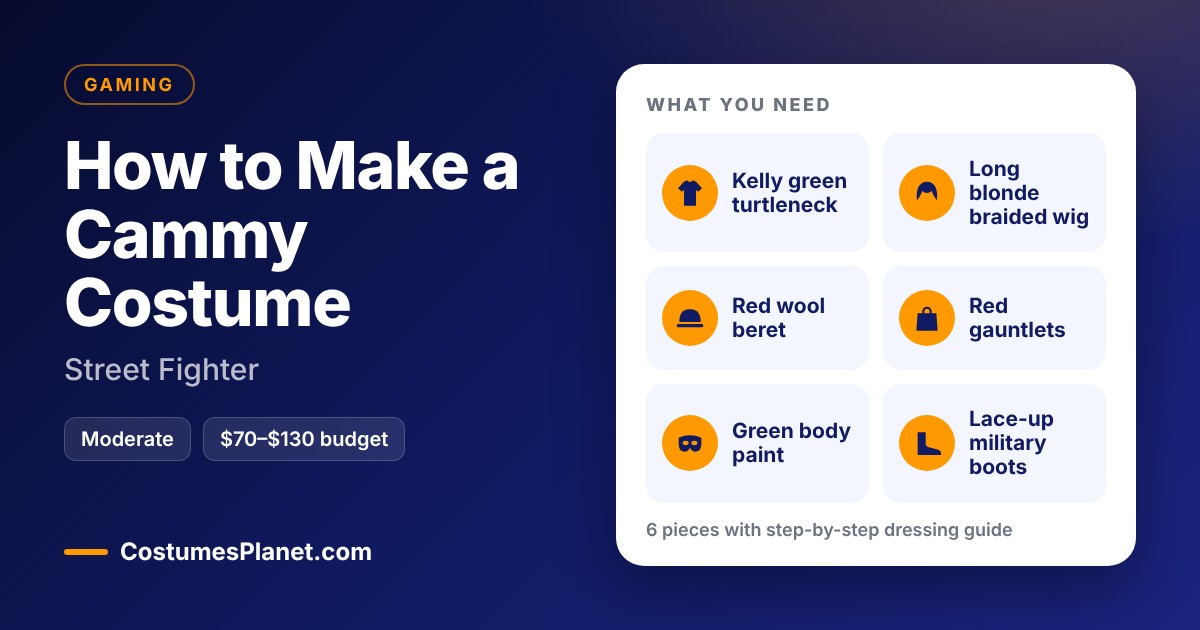 GAMING
How to Make a
Cammy
Costume
Street Fighter
Moderate
$70–$130 budget
CostumesPlanet.com
WHAT YOU NEED
Kelly green
turtleneck
Long
blonde
braided wig
Red wool
beret
Red
gauntlets
Green body
paint
Lace-up
military
boots
6 pieces with step-by-step dressing guide